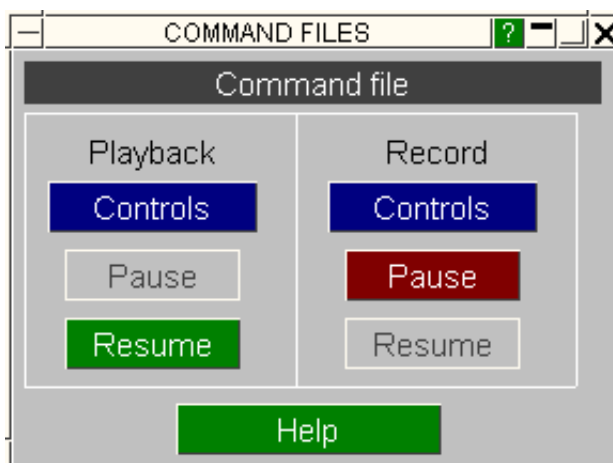 COMMAND FILES ?
Command file
Playback Record
Controls Controls
Pause Pause
Resume Resume
Help